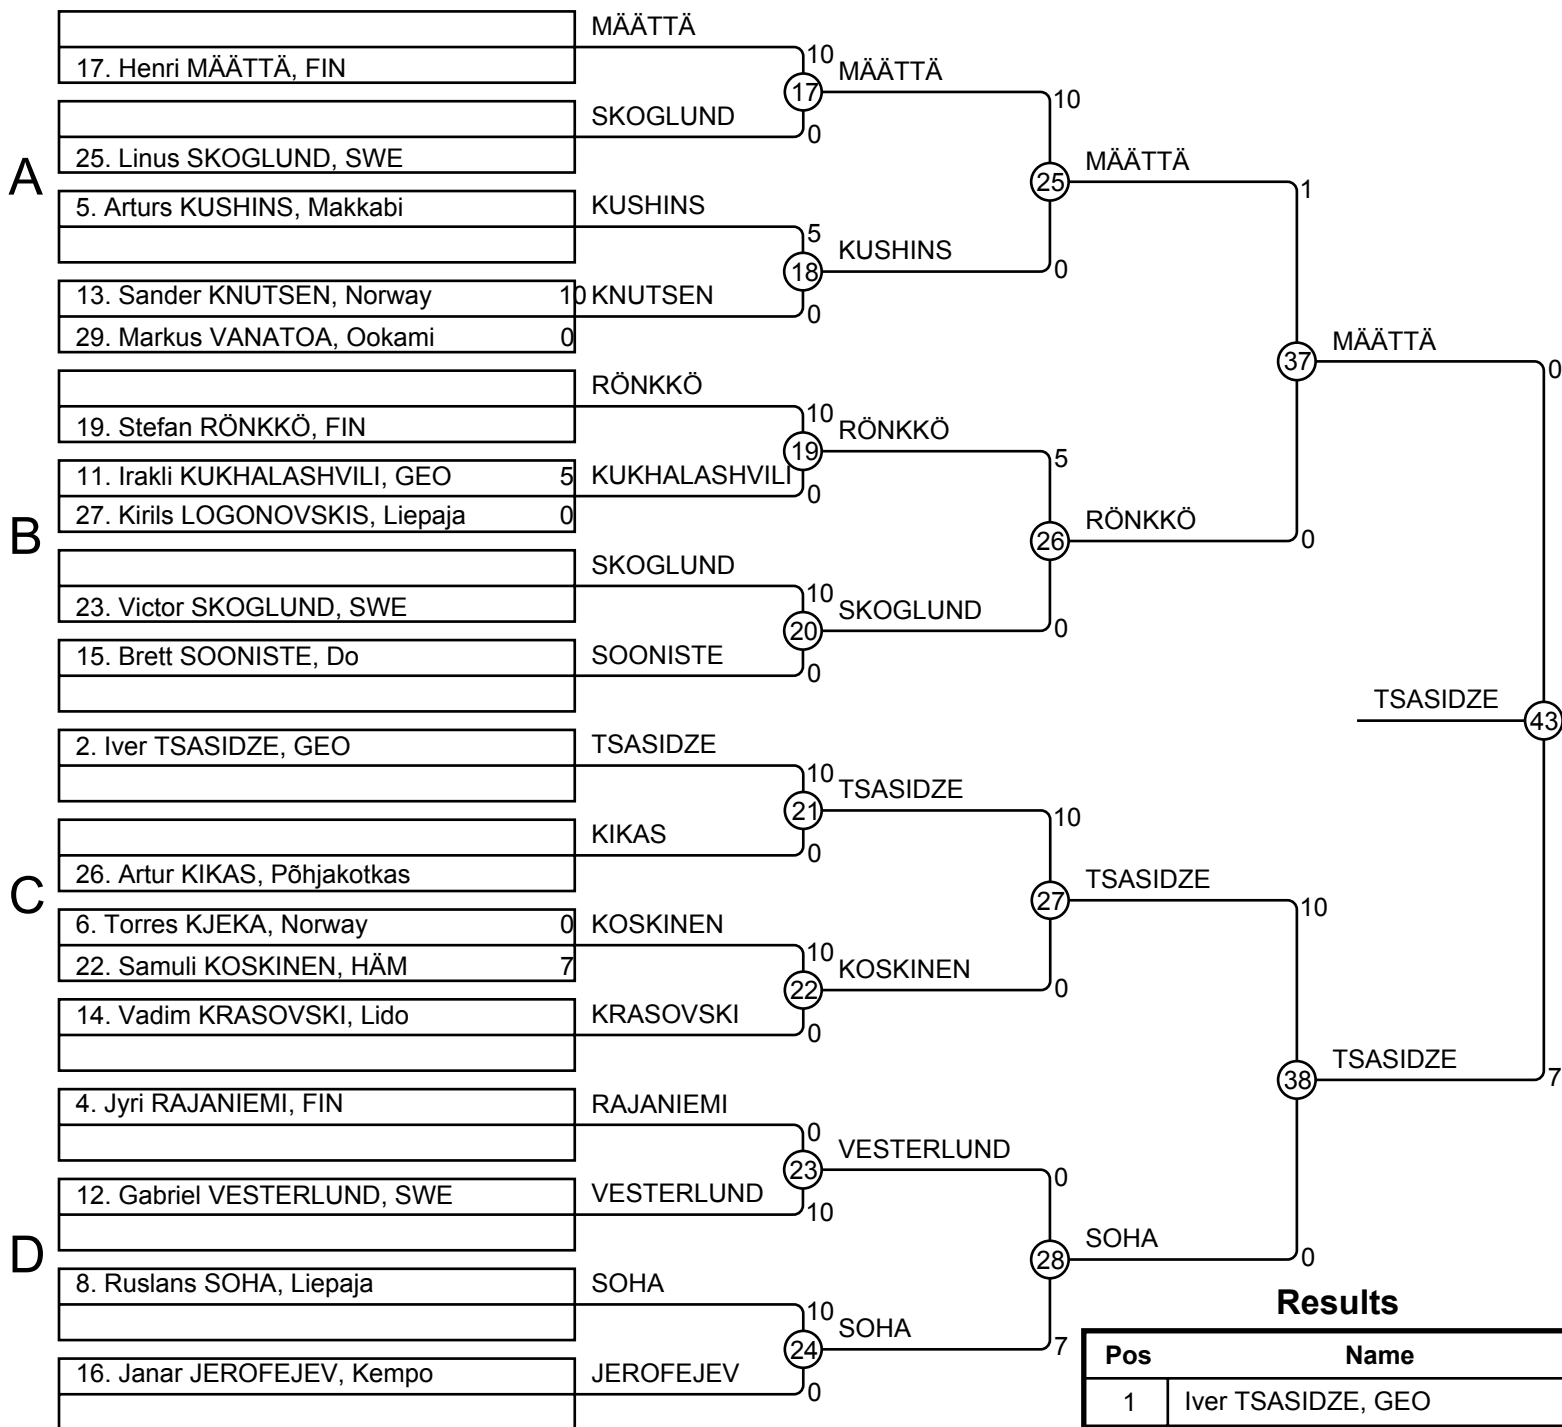 MÄÄTTÄ
17. Henri MÄÄTTÄ, FIN
10
17
MÄÄTTÄ
10
SKOGLUND
0
25. Linus SKOGLUND, SWE
A
25
MÄÄTTÄ
1
5. Arturs KUSHINS, Makkabi
KUSHINS
5
18
KUSHINS
0
13. Sander KNUTSEN, Norway 10
KNUTSEN
0
29. Markus VANATOA, Ookami 0
37
MÄÄTTÄ
0
RÖNKKÖ
19. Stefan RÖNKKÖ, FIN
10
19
RÖNKKÖ
5
11. Irakli KUKHALASHVILI, GEO 5
KUKHALASHVILI
0
27. Kirils LOGONOVSKIS, Liepaja 0
B
26
RÖNKKÖ
0
SKOGLUND
23. Victor SKOGLUND, SWE
10
20
SKOGLUND
0
15. Brett SOONISTE, Do
SOONISTE
0
TSASIDZE
43
2. Iver TSASIDZE, GEO
TSASIDZE
10
21
TSASIDZE
10
KIKAS
0
26. Artur KIKAS, Põhjakotkas
C
27
TSASIDZE
10
6. Torres KJEKA, Norway 0
KOSKINEN
22. Samuli KOSKINEN, HÄM 7
10
22
KOSKINEN
0
14. Vadim KRASOVSKI, Lido
KRASOVSKI
0
38
TSASIDZE
7
4. Jyri RAJANIEMI, FIN
RAJANIEMI
0
23
VESTERLUND
0
12. Gabriel VESTERLUND, SWE
VESTERLUND
10
D
28
SOHA
0
8. Ruslans SOHA, Liepaja
SOHA
10
24
SOHA
7
16. Janar JEROFEJEV, Kempo
JEROFEJEV
0
Results
Pos Name
1 Iver TSASIDZE, GEO